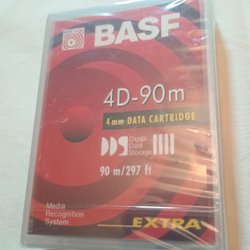 BASF
4D-90m
4mm DATA CARTRIDGE
DDS Digital
Data
Storage
90 m/297 ft
Media
Recognition
System
EXTRA